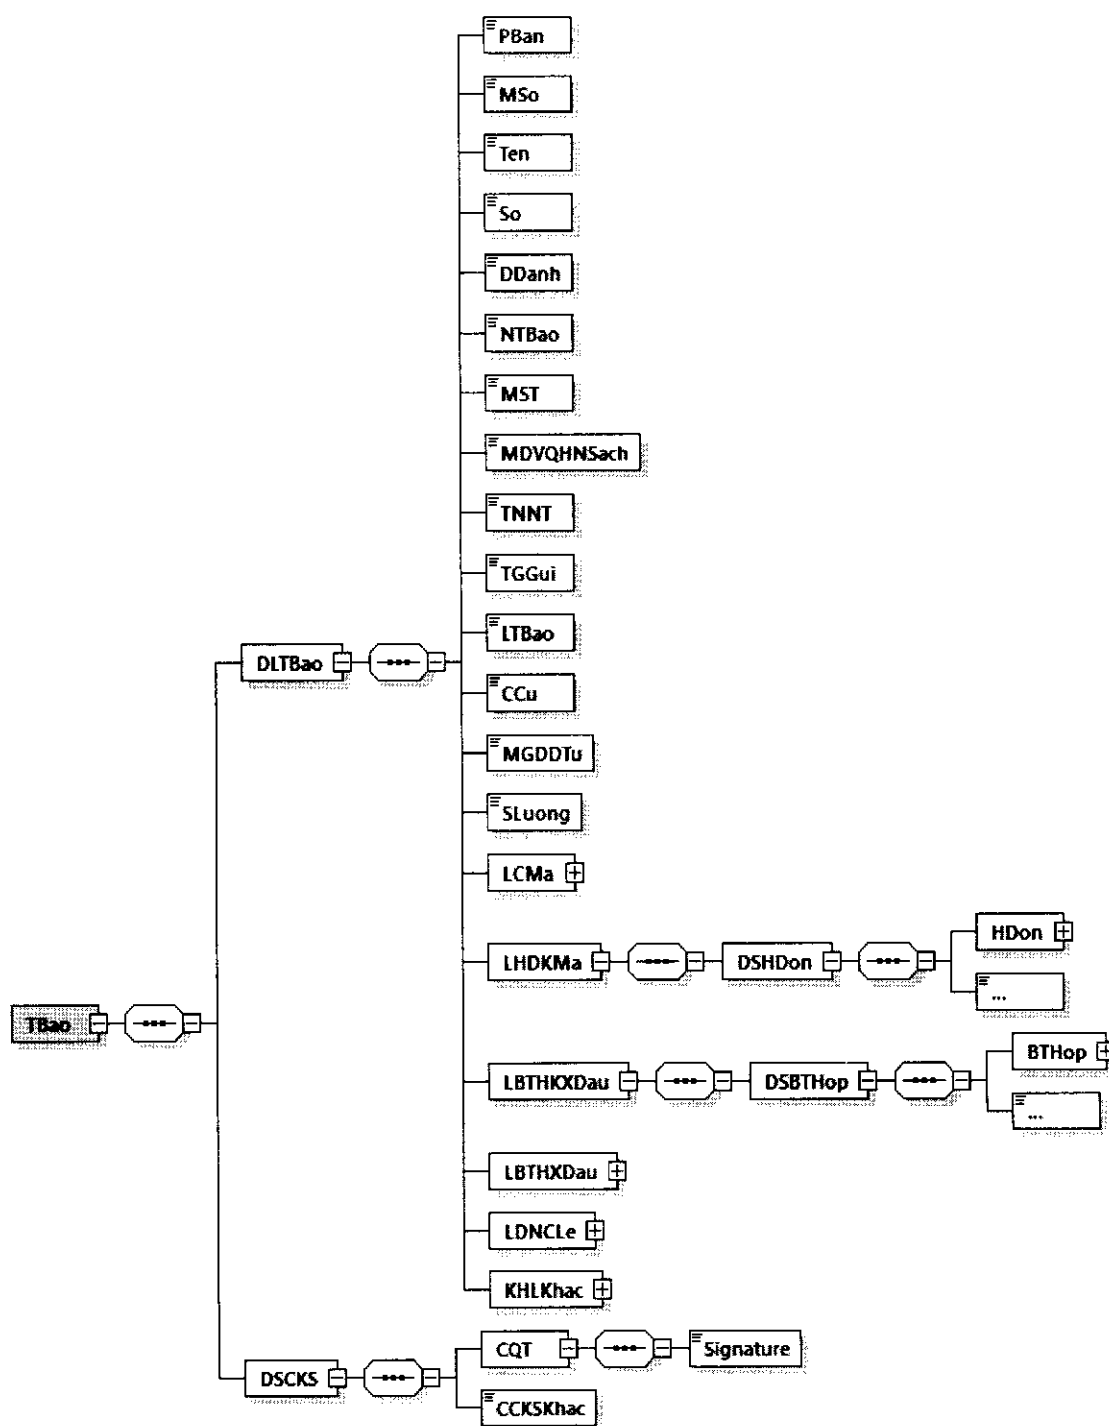 PBan
MSo
Ten
So
DDanh
NTBao
MST
MDVQHNSach
TNNT
TGGui
LTBao
DLTBao
CCu
MGDDTu
SLuong
LCMa
HDon
LHDKMa
DSHDon
...
TBao
BTHop
LBTHKXDau
DSBTHop
...
LBTHXDau
LDNCLe
KHLKhac
CQT
Signature
DSCKS
CCKSKhac